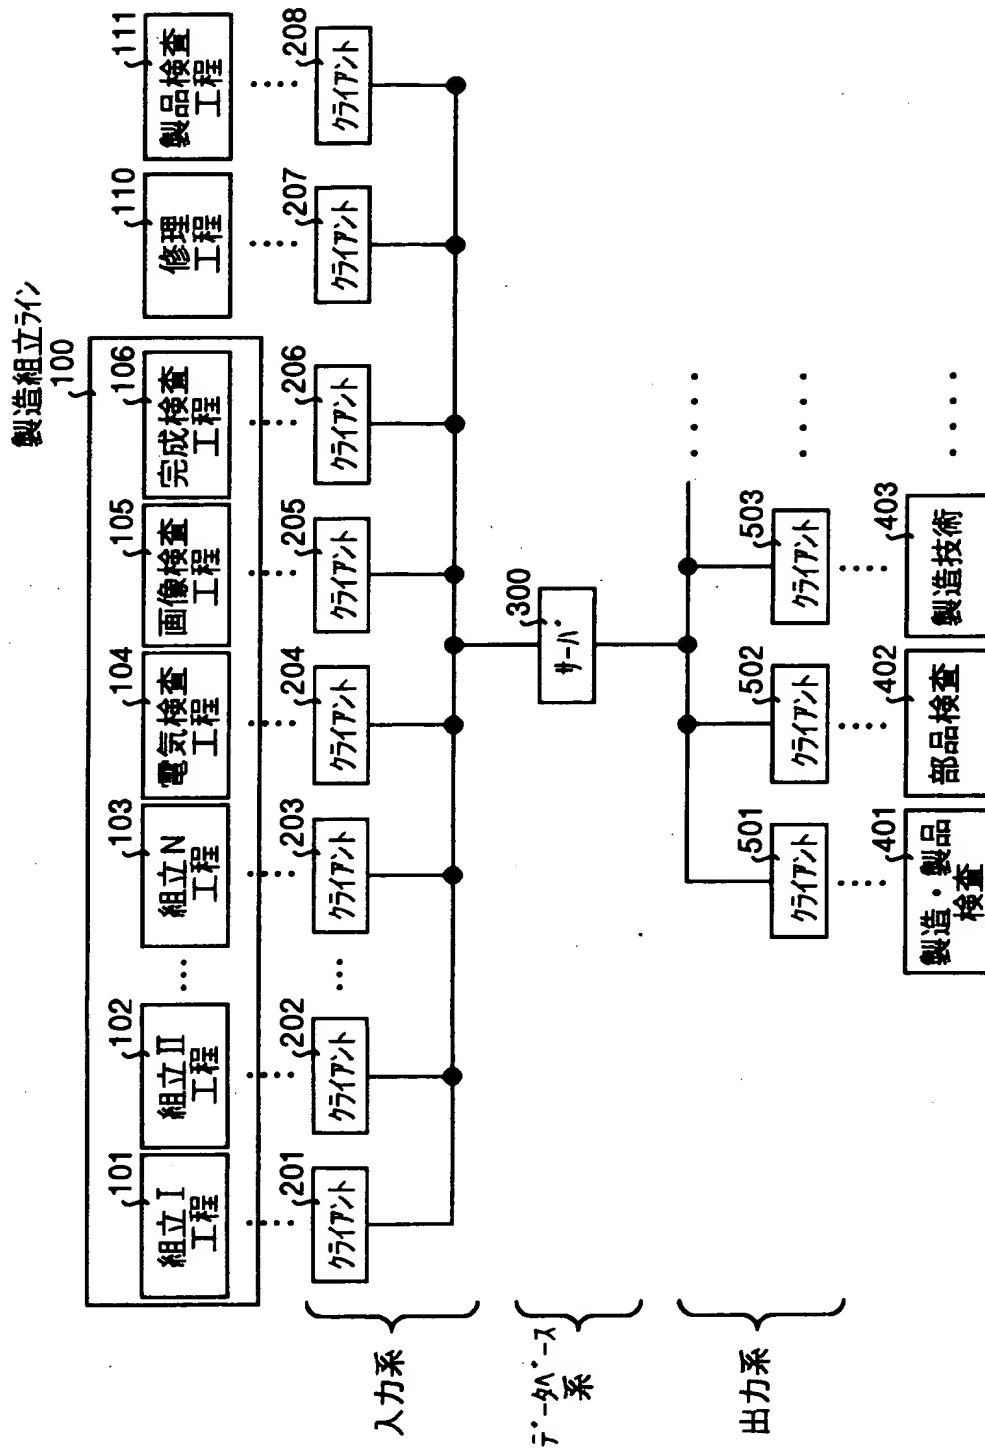 製造組立ライン
100
101
組立I
工程
102
組立II
工程
...
103
組立N
工程
104
電気検査
工程
105
画像検査
工程
106
完成検査
工程
110
修理
工程
111
製品検査
工程
入力系
201
クライアント
202
クライアント
...
203
クライアント
204
クライアント
205
クライアント
206
クライアント
207
クライアント
208
クライアント
データベース
系
300
サーバ
出力系
501
クライアント
502
クライアント
503
クライアント
401
製造・製品
検査
402
部品検査
403
製造技術